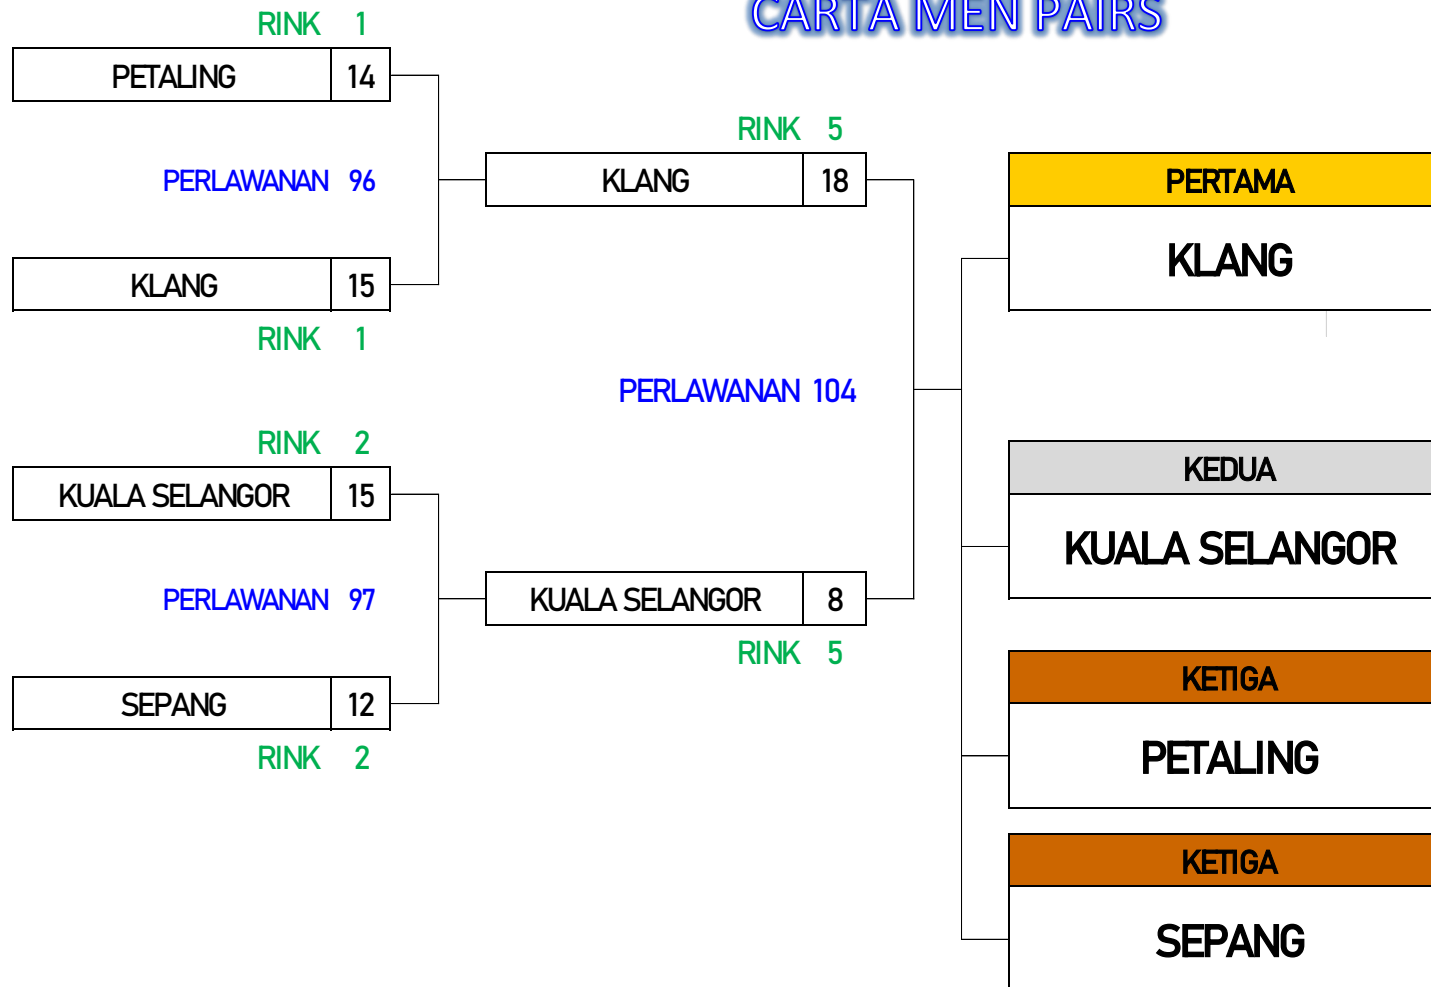 CARTA MEN PAIRS
RINK 1
PETALING 14
PERLAWANAN 96
KLANG 15
RINK 1
RINK 2
KUALA SELANGOR 15
PERLAWANAN 97
SEPANG 12
RINK 2
RINK 5
KLANG 18
PERLAWANAN 104
KUALA SELANGOR 8
RINK 5
PERTAMA
KLANG
KEDUA
KUALA SELANGOR
KETIGA
PETALING
KETIGA
SEPANG